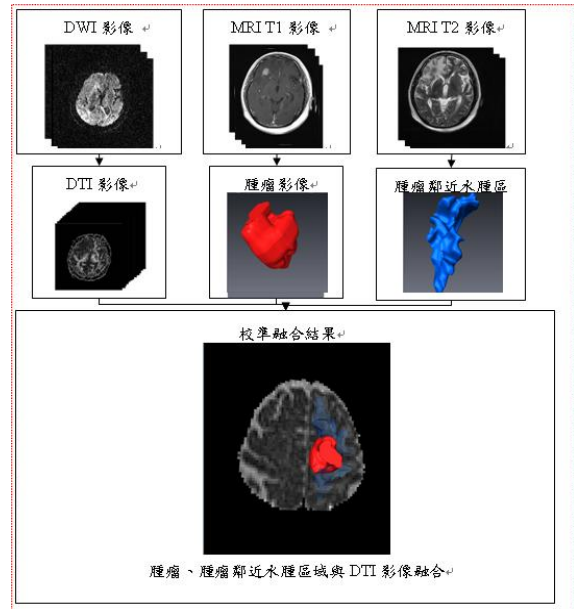 DWI 影像
MRI T1 影像
MRI T2 影像
DTI 影像
腫瘤影像
腫瘤鄰近水腫區
校準融合結果
腫瘤、腫瘤鄰近水腫區域與 DTI 影像融合